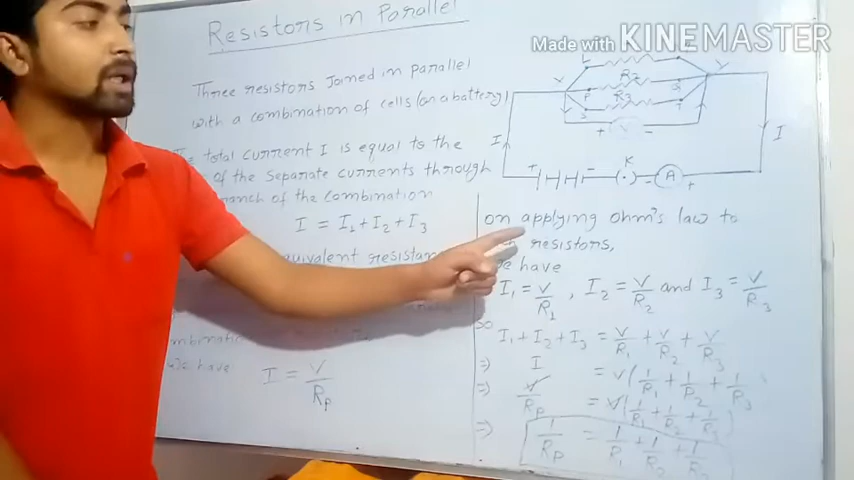 Resistors in Parallel
Made with KINEMASTER
Three resistors Joined in parallel
with a combination of cells (or a battery)
total current I is equal to the
of the separate currents through
branch of the combination
I = I₁ + I₂ + I₃
equivalent resistan
we have
I = V/Rp
V
V
R₂
R₃
I
I
K
A
+
−
on applying ohm's law to
resistors,
have
I₁ = V/R₁ , I₂ = V/R₂ and I₃ = V/R₃
so I₁ + I₂ + I₃ = V/R₁ + V/R₂ + V/R₃
⇒ I = V(1/R₁ + 1/R₂ + 1/R₃
⇒ V/Rp = V(1/R₁ + 1/R₂ + 1/R₃)
⇒ 1/Rp = 1/R₁ + 1/R₂ + 1/R₃